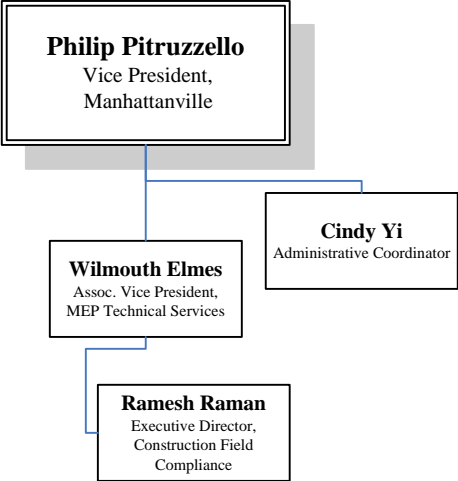 Philip Pitruzzello
Vice President,
Manhattanville
Cindy Yi
Administrative Coordinator
Wilmouth Elmes
Assoc. Vice President,
MEP Technical Services
Ramesh Raman
Executive Director,
Construction Field
Compliance